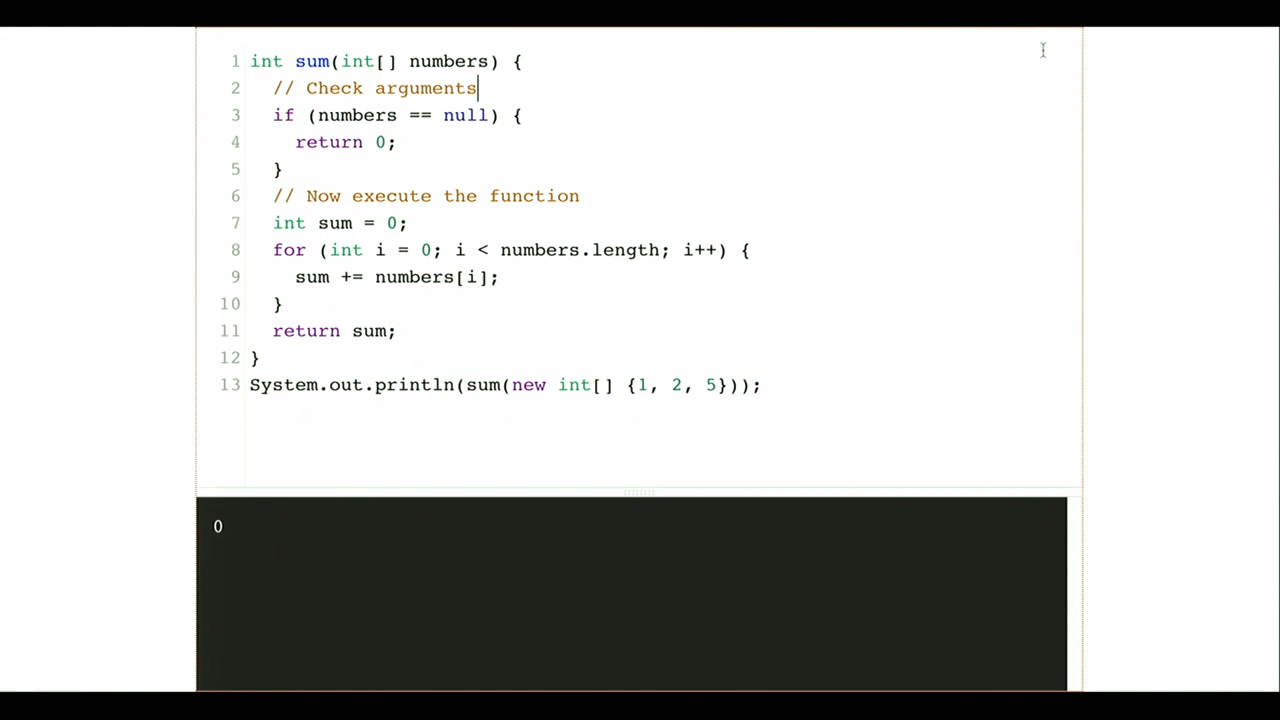 1 int sum(int[] numbers) {
2 // Check arguments
3 if (numbers == null) {
4 return 0;
5 }
6 // Now execute the function
7 int sum = 0;
8 for (int i = 0; i < numbers.length; i++) {
9 sum += numbers[i];
10 }
11 return sum;
12 }
13 System.out.println(sum(new int[] {1, 2, 5}));
0